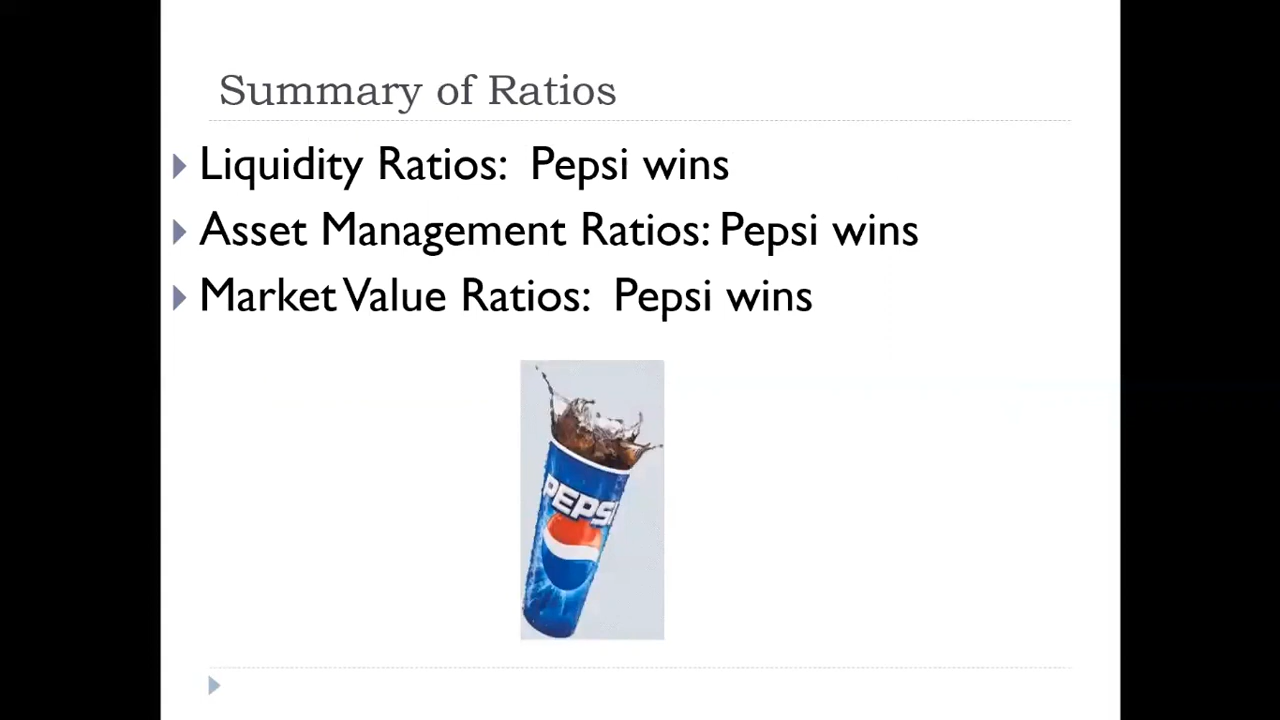 Summary of Ratios
Liquidity Ratios: Pepsi wins
Asset Management Ratios: Pepsi wins
Market Value Ratios: Pepsi wins
PEPSI